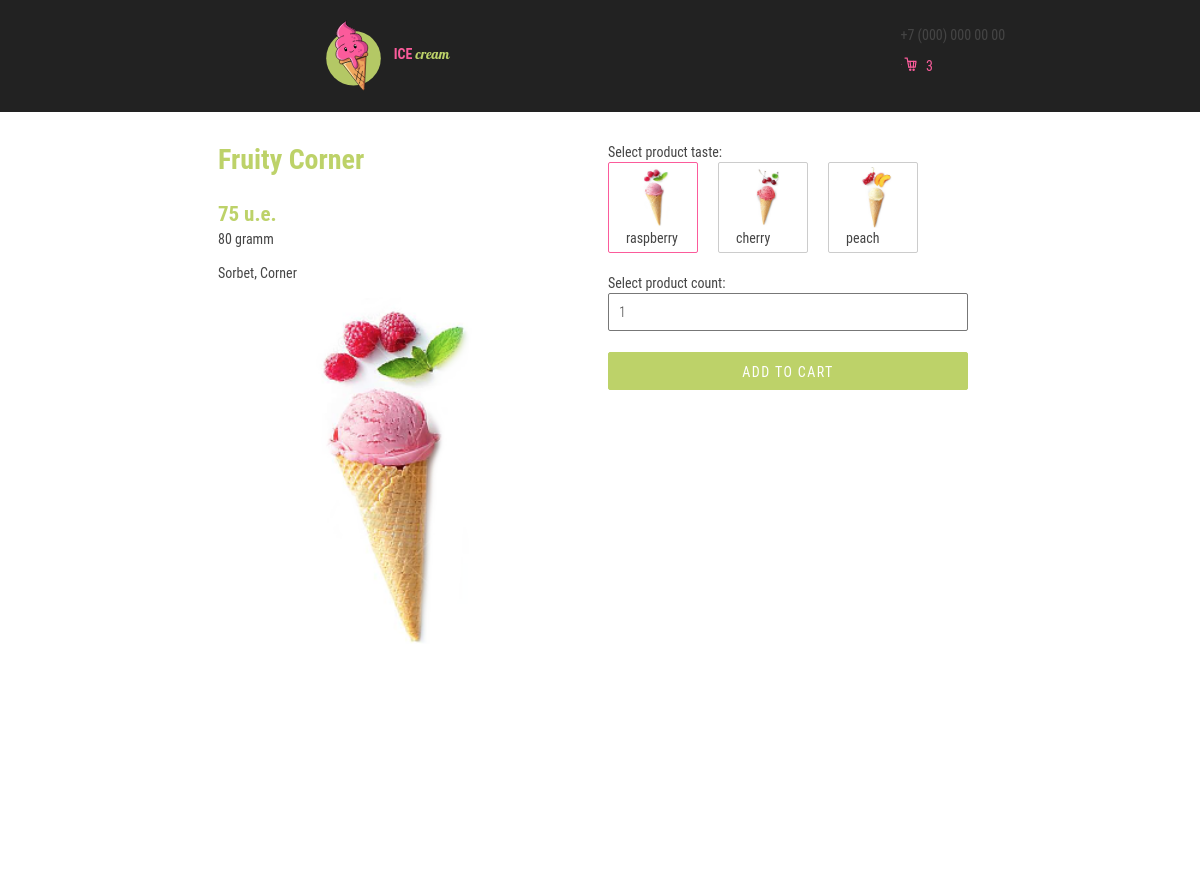 ICE cream
+7 (000) 000 00 00
3
Fruity Corner
75 u.e.
80 gramm
Sorbet, Corner
Select product taste:
raspberry
cherry
peach
Select product count:
1
ADD TO CART